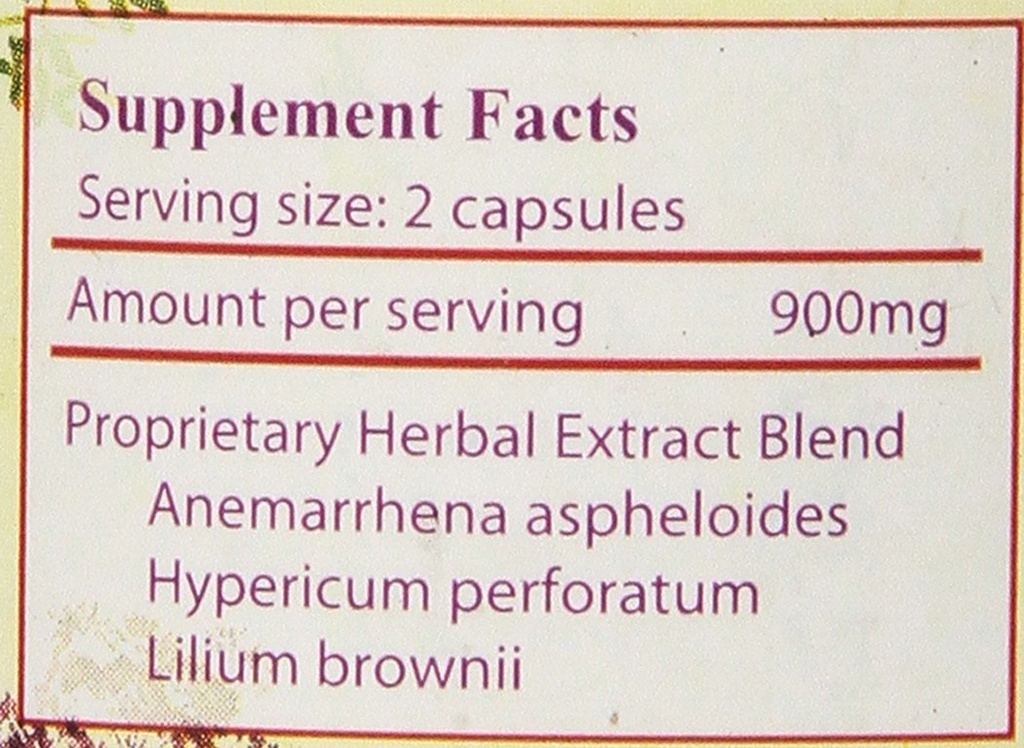 Supplement Facts
Serving size: 2 capsules
Amount per serving 900mg
Proprietary Herbal Extract Blend
Anemarrhena aspheloides
Hypericum perforatum
Lilium brownii